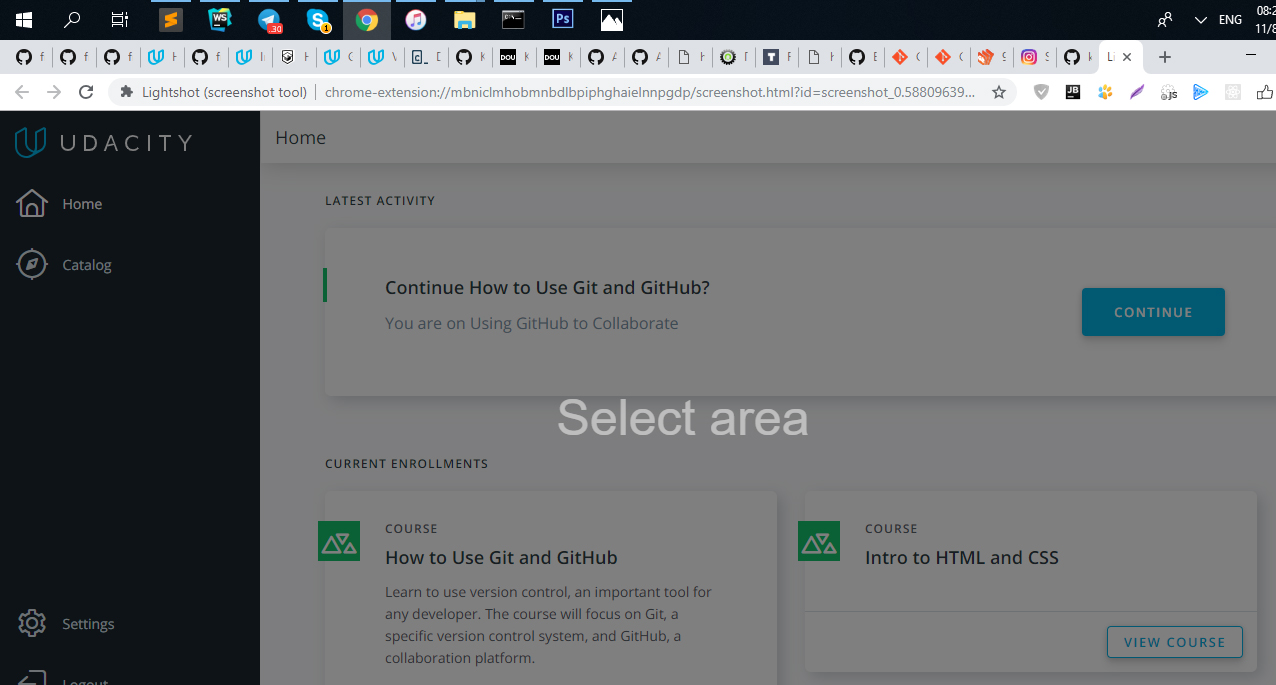 WS
30
1
Ps
ENG
08:2
11/8
DOU
DOU
Lightshot (screenshot tool)
chrome-extension://mbniclmhobmnbdlbpiphghaielnnpgdp/screenshot.html?id=screenshot_0.58809639...
JB
JS
UDACITY
Home
Catalog
Settings
Logout
Home
LATEST ACTIVITY
Continue How to Use Git and GitHub?
You are on Using GitHub to Collaborate
CONTINUE
Select area
CURRENT ENROLLMENTS
COURSE
How to Use Git and GitHub
Learn to use version control, an important tool for
any developer. The course will focus on Git, a
specific version control system, and GitHub, a
collaboration platform.
COURSE
Intro to HTML and CSS
VIEW COURSE